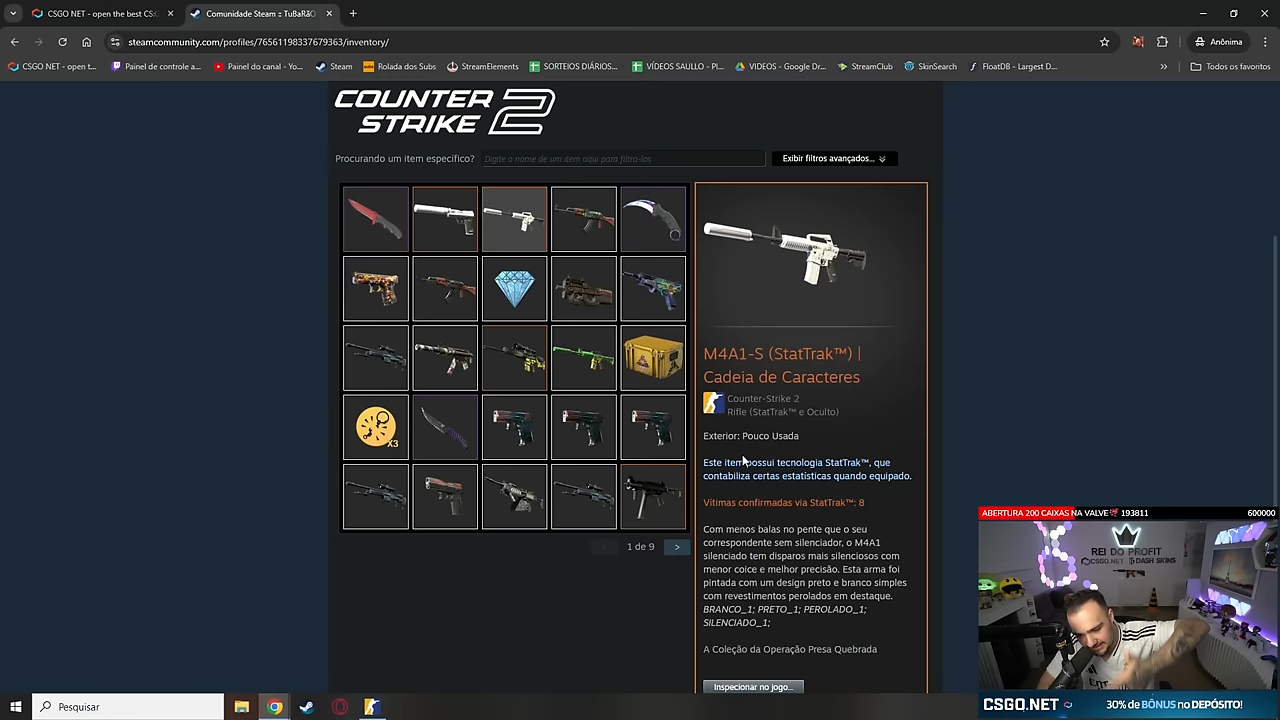 CSGO NET - open the best CS:
Comunidade Steam :: TuBaRãO
steamcommunity.com/profiles/76561198337679363/inventory/
Anônima
CSGO NET - open t...
Painel de controle a...
Painel do canal - Yo...
Steam
Rolada dos Subs
StreamElements
SORTEIOS DIÁRIOS...
VÍDEOS SAULLO - PI...
VIDEOS - Google Dr...
StreamClub
SkinSearch
FloatDB - Largest D...
Todos os favoritos
COUNTER
STRIKE 2
Procurando um item específico?
Digite o nome de um item aqui para filtrá-los
Exibir filtros avançados...
X3
1 de 9
>
M4A1-S (StatTrak™) |
Cadeia de Caracteres
Counter-Strike 2
Rifle (StatTrak™ e Oculto)
Exterior: Pouco Usada
Este item possui tecnologia StatTrak™, que
contabiliza certas estatísticas quando equipado.
Vítimas confirmadas via StatTrak™: 8
Com menos balas no pente que o seu
correspondente sem silenciador, o M4A1
silenciado tem disparos mais silenciosos com
menor coice e melhor precisão. Esta arma foi
pintada com um design preto e branco simples
com revestimentos perolados em destaque.
BRANCO_1; PRETO_1; PEROLADO_1;
SILENCIADO_1;
A Coleção da Operação Presa Quebrada
Inspecionar no jogo...
ABERTURA 200 CAIXAS NA VALVE 193811
600000
REI DO PROFIT
CSGO.NET
DASH SKINS
CSGO.NET
30% de BÔNUS no DEPÓSITO!
Pesquisar